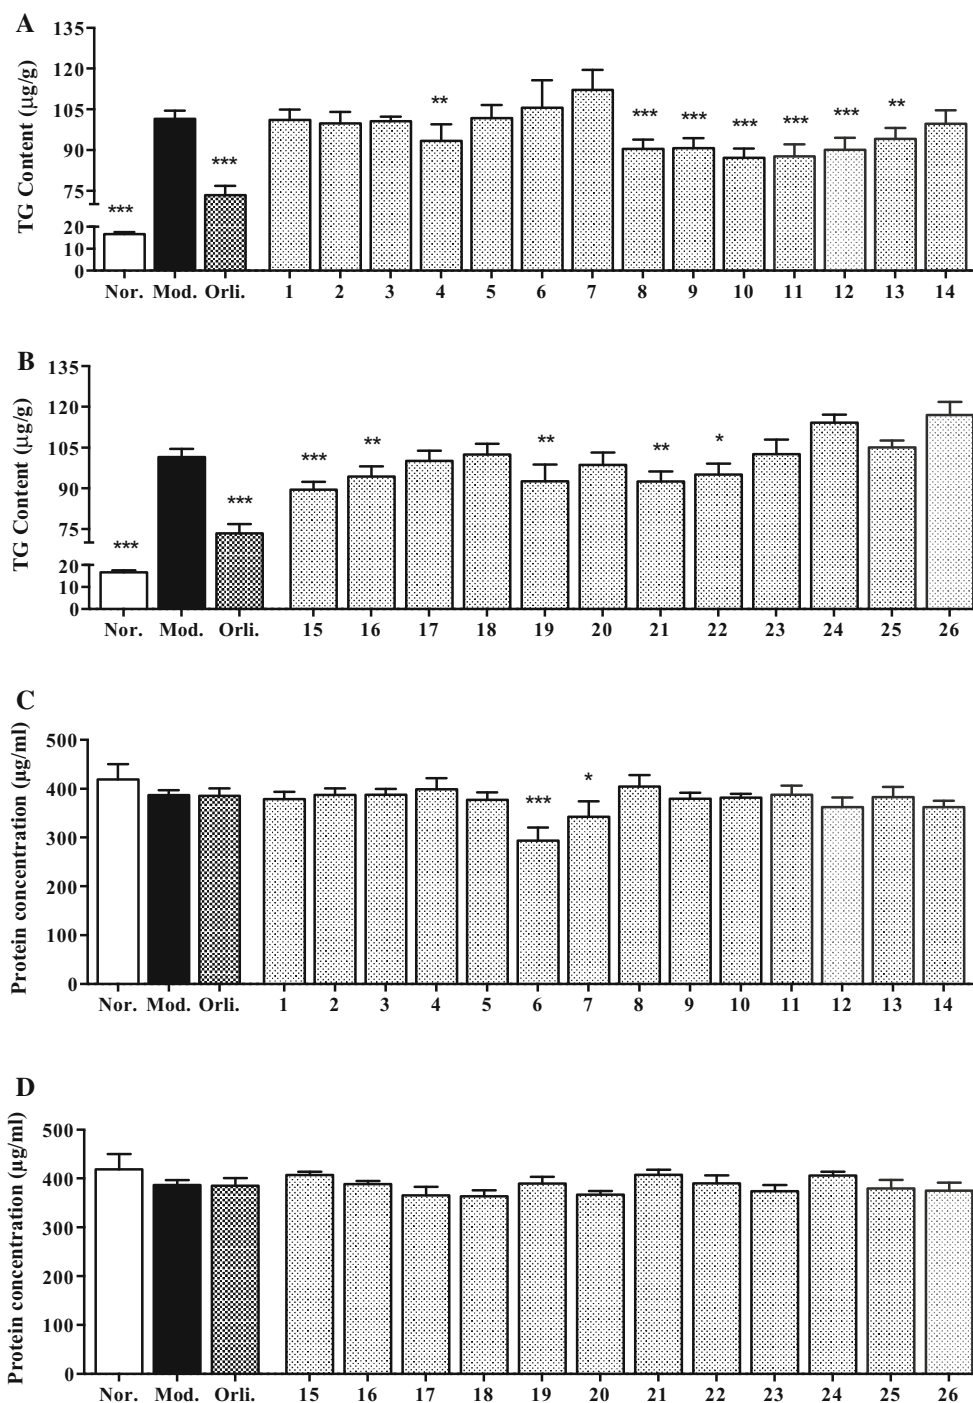 A
TG Content (μg/g)
135
120
105
90
75
20
10
0
*** *** ** *** *** *** *** *** **
Nor. Mod. Orli. 1 2 3 4 5 6 7 8 9 10 11 12 13 14
B
TG Content (μg/g)
135
120
105
90
75
20
10
0
*** *** *** ** ** ** *
Nor. Mod. Orli. 15 16 17 18 19 20 21 22 23 24 25 26
C
Protein concentration (μg/ml)
500
400
300
200
100
0
*** *
Nor. Mod. Orli. 1 2 3 4 5 6 7 8 9 10 11 12 13 14
D
Protein concentration (μg/ml)
500
400
300
200
100
0
Nor. Mod. Orli. 15 16 17 18 19 20 21 22 23 24 25 26